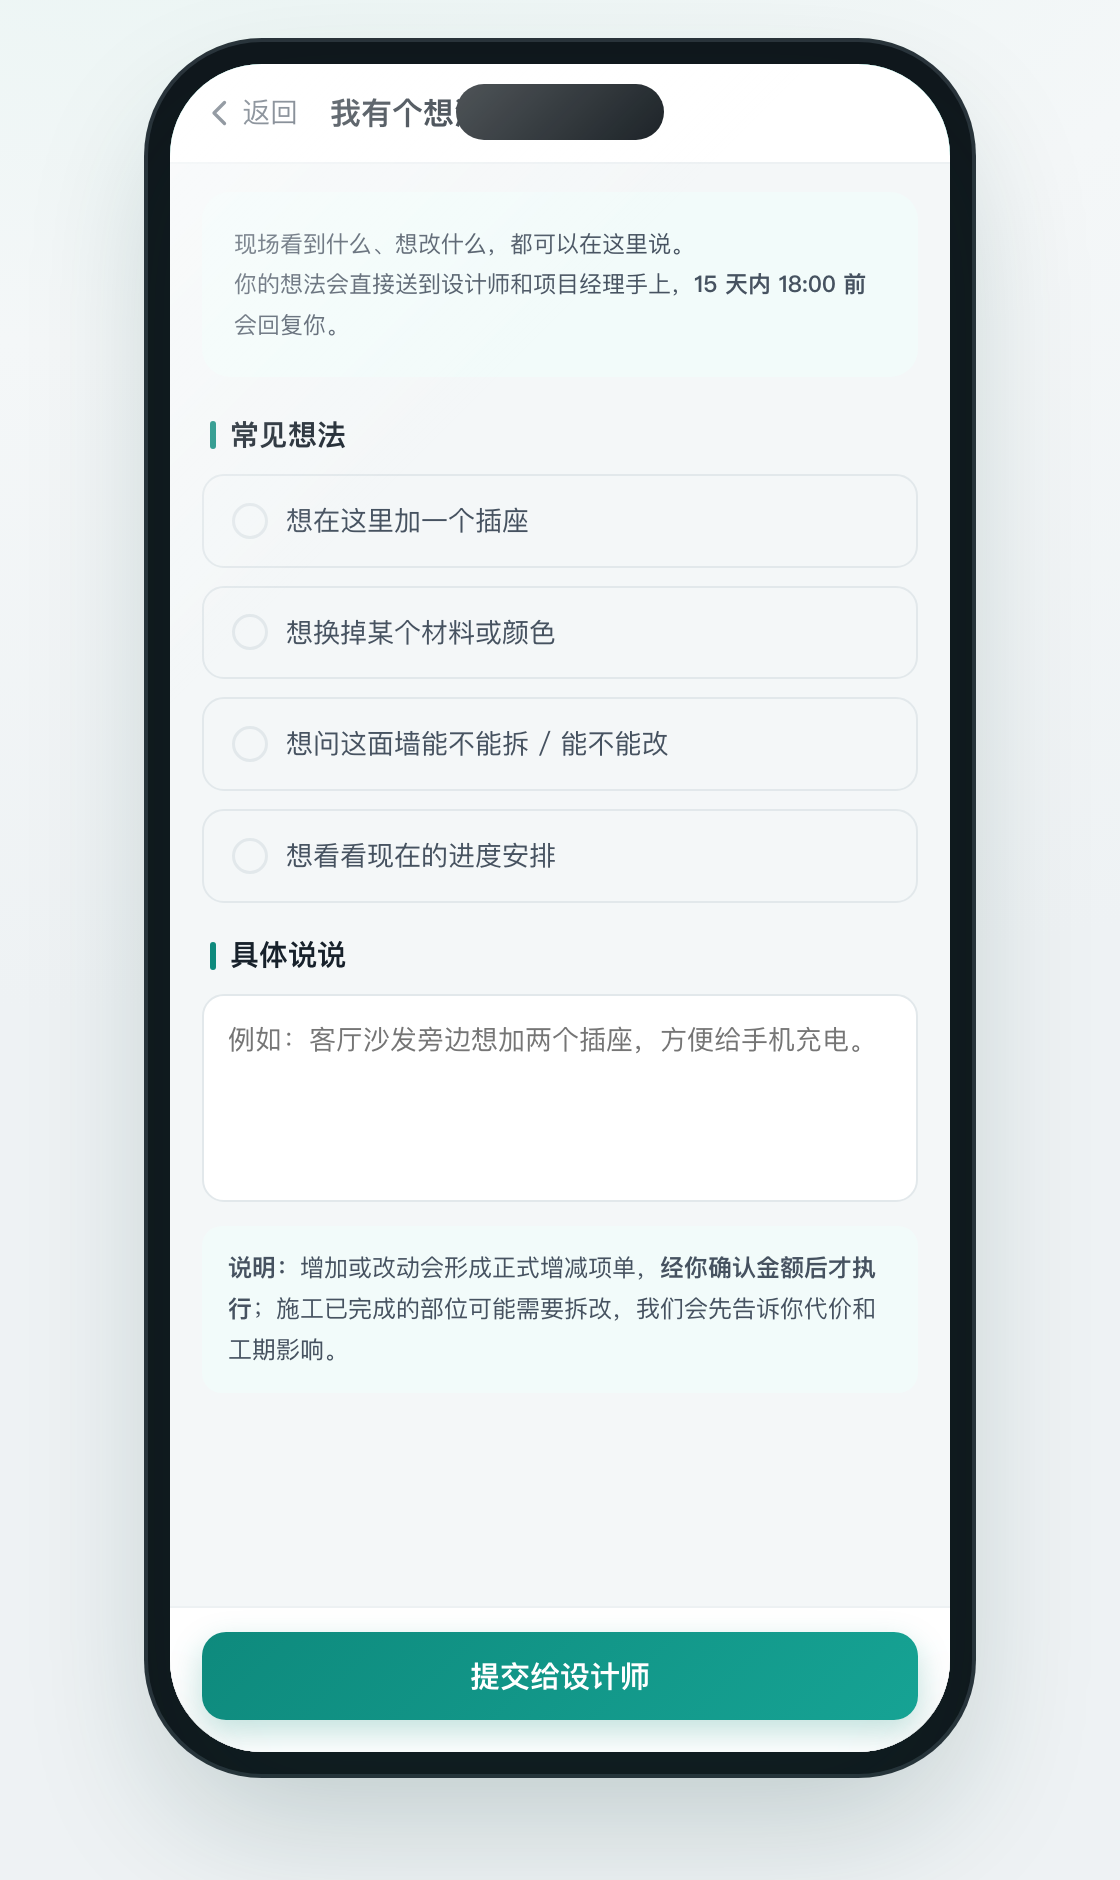 返回
我有个想
现场看到什么、想改什么，都可以在这里说。
你的想法会直接送到设计师和项目经理手上，15 天内 18:00 前
会回复你。
常见想法
想在这里加一个插座
想换掉某个材料或颜色
想问这面墙能不能拆 / 能不能改
想看看现在的进度安排
具体说说
例如：客厅沙发旁边想加两个插座，方便给手机充电。
说明：增加或改动会形成正式增减项单，经你确认金额后才执
行；施工已完成的部位可能需要拆改，我们会先告诉你代价和
工期影响。
提交给设计师